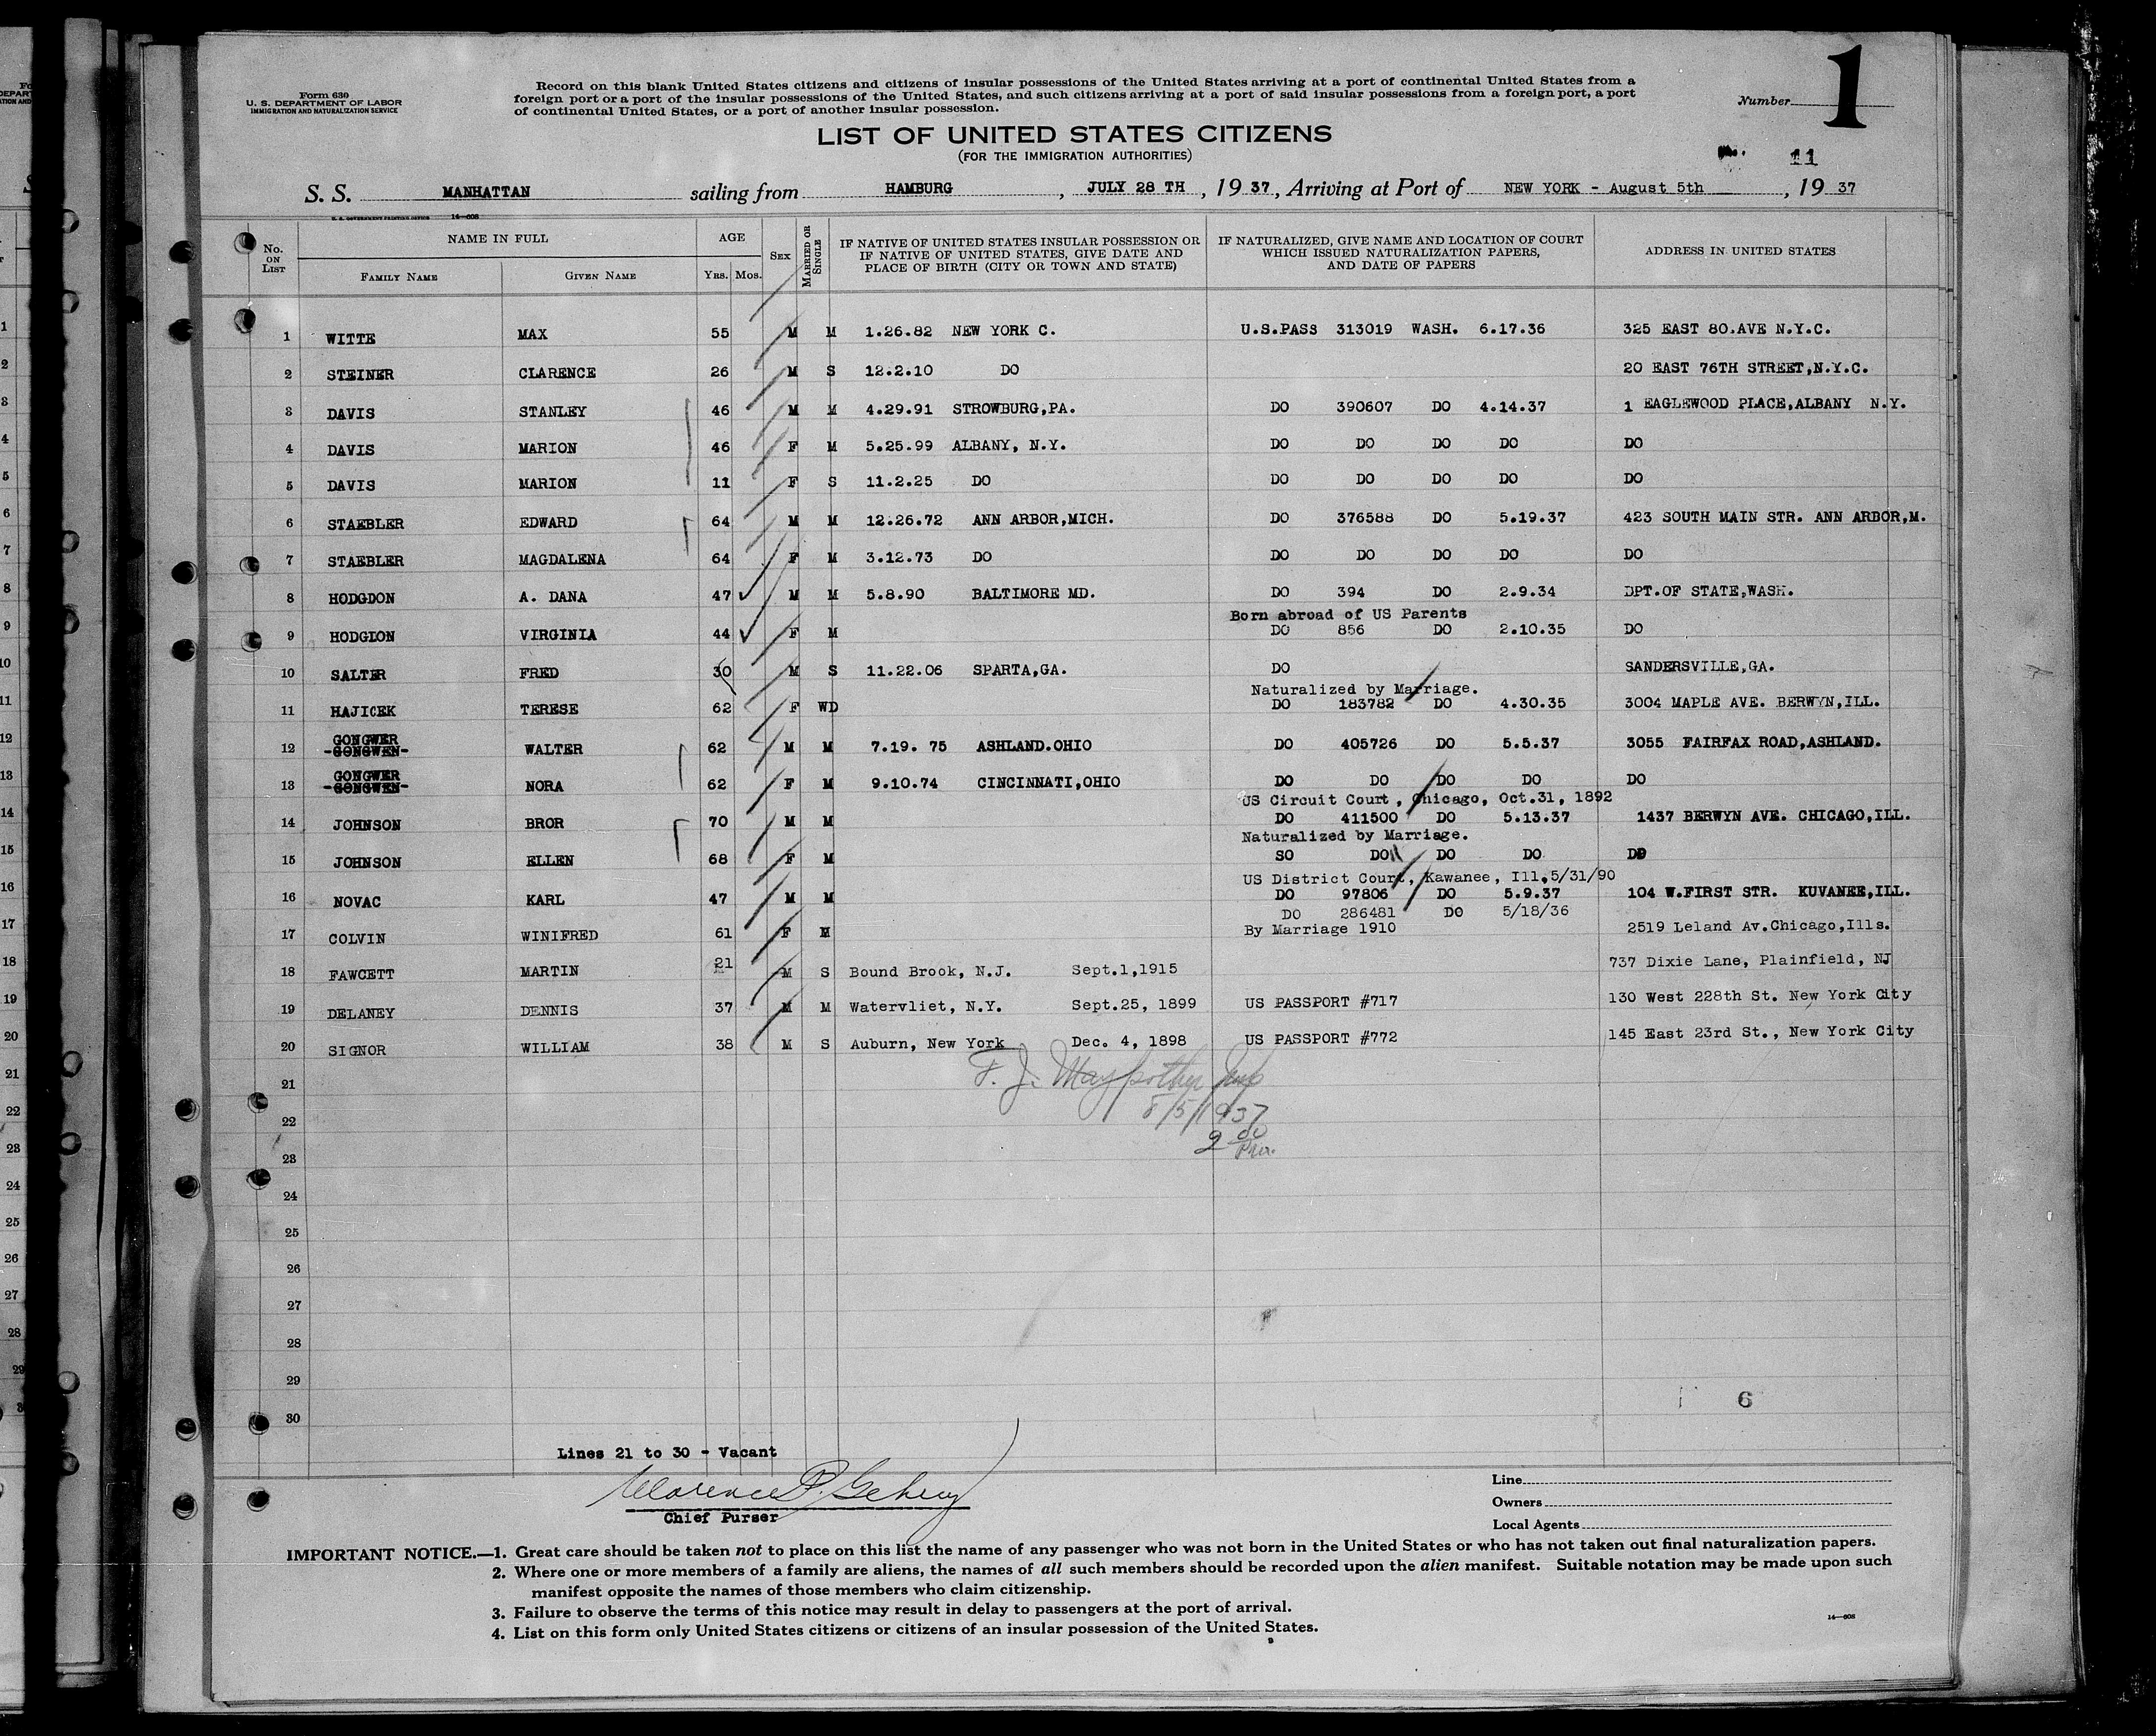 Form 630
U. S. DEPARTMENT OF LABOR
IMMIGRATION AND NATURALIZATION SERVICE
Record on this blank United States citizens and citizens of insular possessions of the United States arriving at a port of continental United States from a
foreign port or a port of the insular possessions of the United States, and such citizens arriving at a port of said insular possessions from a foreign port, a port
of continental United States, or a port of another insular possession.
Number 1
LIST OF UNITED STATES CITIZENS
(FOR THE IMMIGRATION AUTHORITIES)
11
S. S. MANHATTAN sailing from HAMBURG, JULY 28 TH, 19 37, Arriving at Port of NEW YORK - August 5th, 19 37
U. S. GOVERNMENT PRINTING OFFICE 14—608
No. ON LIST NAME IN FULL FAMILY NAME GIVEN NAME AGE YRS. MOS. SEX MARRIED OR SINGLE IF NATIVE OF UNITED STATES INSULAR POSSESSION OR IF NATIVE OF UNITED STATES, GIVE DATE AND PLACE OF BIRTH (CITY OR TOWN AND STATE) IF NATURALIZED, GIVE NAME AND LOCATION OF COURT WHICH ISSUED NATURALIZATION PAPERS, AND DATE OF PAPERS ADDRESS IN UNITED STATES
1 WITTE MAX 55 M M 1.26.82 NEW YORK C. U.S.PASS 313019 WASH. 6.17.36 325 EAST 80.AVE N.Y.C.
2 STEINER CLARENCE 26 M S 12.2.10 DO 20 EAST 76TH STREET,N.Y.C.
3 DAVIS STANLEY 46 M M 4.29.91 STROWBURG,PA. DO 390607 DO 4.14.37 1 EAGLEWOOD PLACE,ALBANY N.Y.
4 DAVIS MARION 46 F M 5.25.99 ALBANY, N.Y. DO DO DO DO DO
5 DAVIS MARION 11 F S 11.2.25 DO DO DO DO DO DO
6 STAEBLER EDWARD 64 M M 12.26.72 ANN ARBOR,MICH. DO 376588 DO 5.19.37 423 SOUTH MAIN STR. ANN ARBOR,M.
7 STAEBLER MAGDALENA 64 F M 3.12.73 DO DO DO DO DO DO
8 HODGDON A. DANA 47 M M 5.8.90 BALTIMORE MD. DO 394 DO 2.9.34 DPT.OF STATE,WASH.
Born abroad of US Parents
9 HODGDON VIRGINIA 44 F M DO 856 DO 2.10.35 DO
10 SALTER FRED 30 M S 11.22.06 SPARTA,GA. DO SANDERSVILLE,GA.
Naturalized by Marriage.
11 HAJICEK TERESE 62 F WD DO 183782 DO 4.30.35 3004 MAPLE AVE. BERWYN,ILL.
GONGWER
12 -GONGWEN- WALTER 62 M M 7.19. 75 ASHLAND.OHIO DO 405726 DO 5.5.37 3055 FAIRFAX ROAD,ASHLAND.
GONGWER
13 -GONGWEN- NORA 62 F M 9.10.74 CINCINNATI,OHIO DO DO DO DO DO
US Circuit Court, Chicago, Oct.31, 1892
14 JOHNSON BROR 70 M M DO 411500 DO 5.13.37 1437 BERWYN AVE. CHICAGO,ILL.
Naturalized by Marriage.
15 JOHNSON ELLEN 68 F M SO DO DO DO DO
US District Court, Kawanee, Ill.5/31/90
16 NOVAC KARL 47 M M DO 97806 DO 5.9.37 104 W.FIRST STR. KUVANEE,ILL.
DO 286481 DO 5/18/36
17 COLVIN WINIFRED 61 F M By Marriage 1910 2519 Leland Av.Chicago,Ills.
18 FAWCETT MARTIN 21 M S Bound Brook, N.J. Sept.1,1915 737 Dixie Lane, Plainfield, NJ
19 DELANEY DENNIS 37 M M Watervliet, N.Y. Sept.25, 1899 US PASSPORT #717 130 West 228th St. New York City
20 SIGNOR WILLIAM 38 M S Auburn, New York Dec. 4, 1898 US PASSPORT #772 145 East 23rd St., New York City
21
F. J.
8/5/1937
22
2 00
23
24
25
26
27
28
29
6
30
Lines 21 to 30 - Vacant
Clarence P. Gehrig
Chief Purser
Line
Owners
Local Agents
IMPORTANT NOTICE.—1. Great care should be taken not to place on this list the name of any passenger who was not born in the United States or who has not taken out final naturalization papers.
2. Where one or more members of a family are aliens, the names of all such members should be recorded upon the alien manifest. Suitable notation may be made upon such
manifest opposite the names of those members who claim citizenship.
3. Failure to observe the terms of this notice may result in delay to passengers at the port of arrival.
4. List on this form only United States citizens or citizens of an insular possession of the United States.
14—608